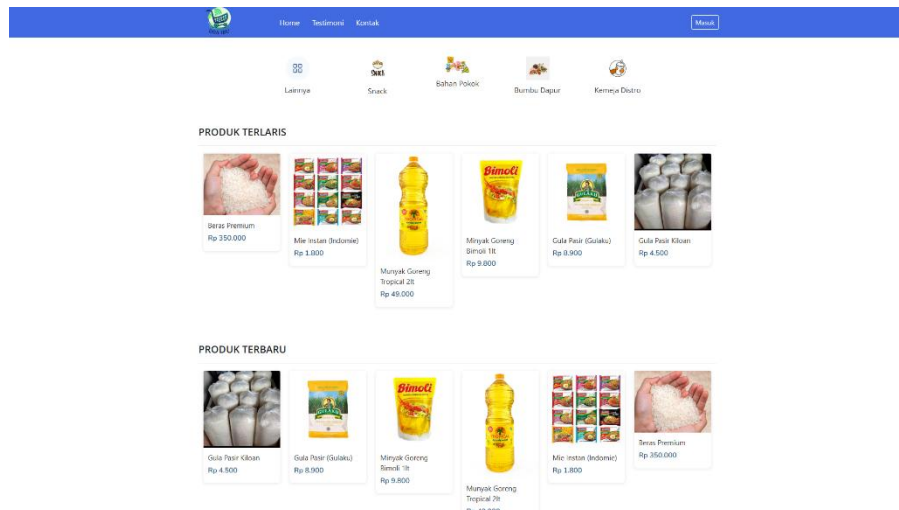 Home Testimoni Kontak
Masuk
Lainnya
Snack
Bahan Pokok
Bumbu Dapur
Kemeja Distro
PRODUK TERLARIS
Bimoli
Beras Premium
Rp 350.000
Mie Instan (Indomie)
Rp 1.800
Munyak Goreng
Tropical 2lt
Rp 49.000
Minyak Goreng
Bimoli 1lt
Rp 9.800
Gula Pasir (Gulaku)
Rp 8.900
Gula Pasir Kiloan
Rp 4.500
PRODUK TERBARU
Bimoli
Gula Pasir Kiloan
Rp 4.500
Gula Pasir (Gulaku)
Rp 8.900
Minyak Goreng
Bimoli 1lt
Rp 9.800
Munyak Goreng
Tropical 2lt
Mie Instan (Indomie)
Rp 1.800
Beras Premium
Rp 350.000